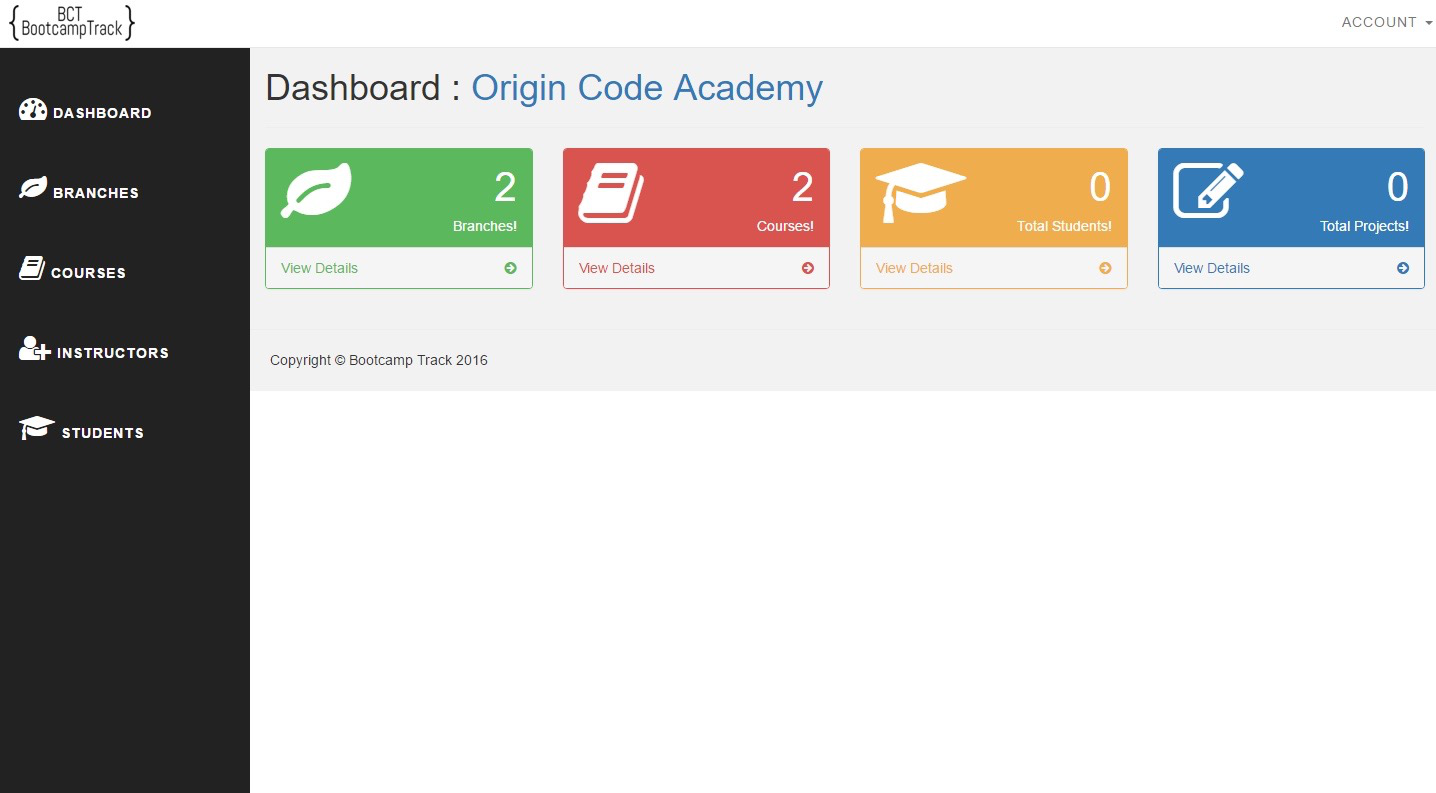 BCT
BootcampTrack
ACCOUNT
DASHBOARD
BRANCHES
COURSES
INSTRUCTORS
STUDENTS
Dashboard : Origin Code Academy
2
Branches!
View Details
2
Courses!
View Details
0
Total Students!
View Details
0
Total Projects!
View Details
Copyright © Bootcamp Track 2016